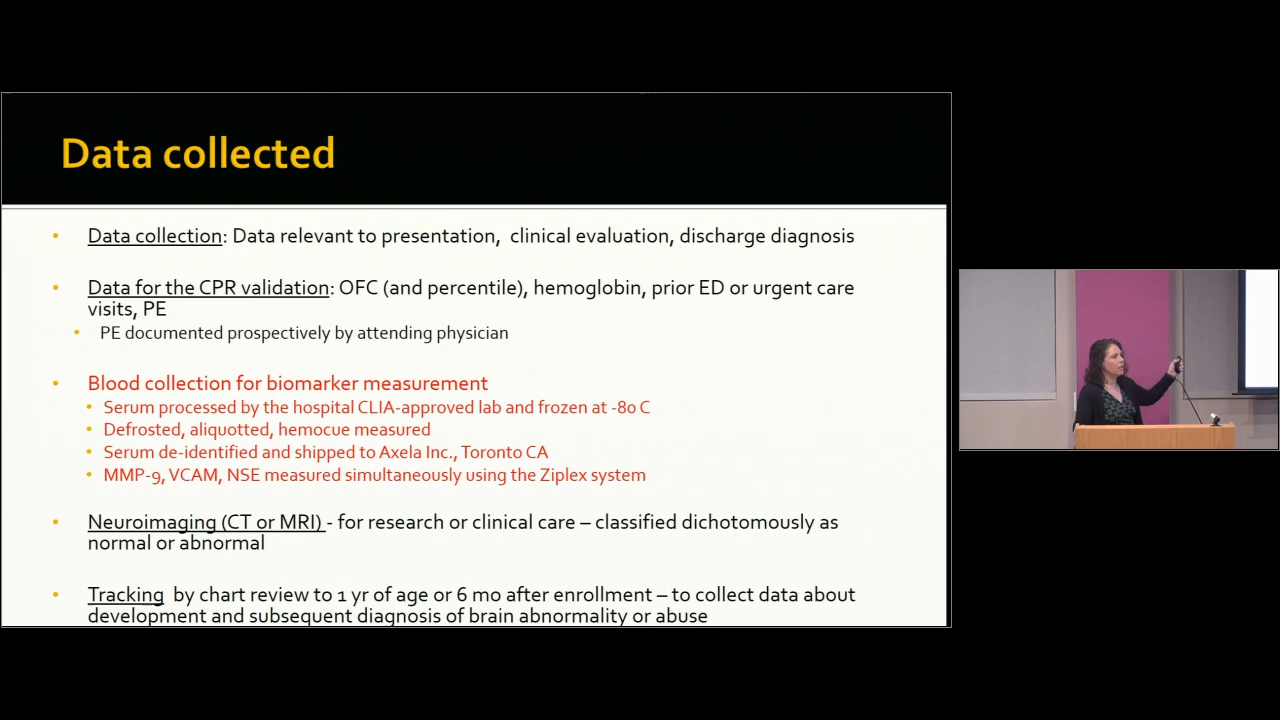 Data collected
• Data collection: Data relevant to presentation, clinical evaluation, discharge diagnosis
• Data for the CPR validation: OFC (and percentile), hemoglobin, prior ED or urgent care
visits, PE
• PE documented prospectively by attending physician
• Blood collection for biomarker measurement
• Serum processed by the hospital CLIA-approved lab and frozen at -80 C
• Defrosted, aliquotted, hemocue measured
• Serum de-identified and shipped to Axela Inc., Toronto CA
• MMP-9, VCAM, NSE measured simultaneously using the Ziplex system
• Neuroimaging (CT or MRI) - for research or clinical care – classified dichotomously as
normal or abnormal
• Tracking by chart review to 1 yr of age or 6 mo after enrollment – to collect data about
development and subsequent diagnosis of brain abnormality or abuse